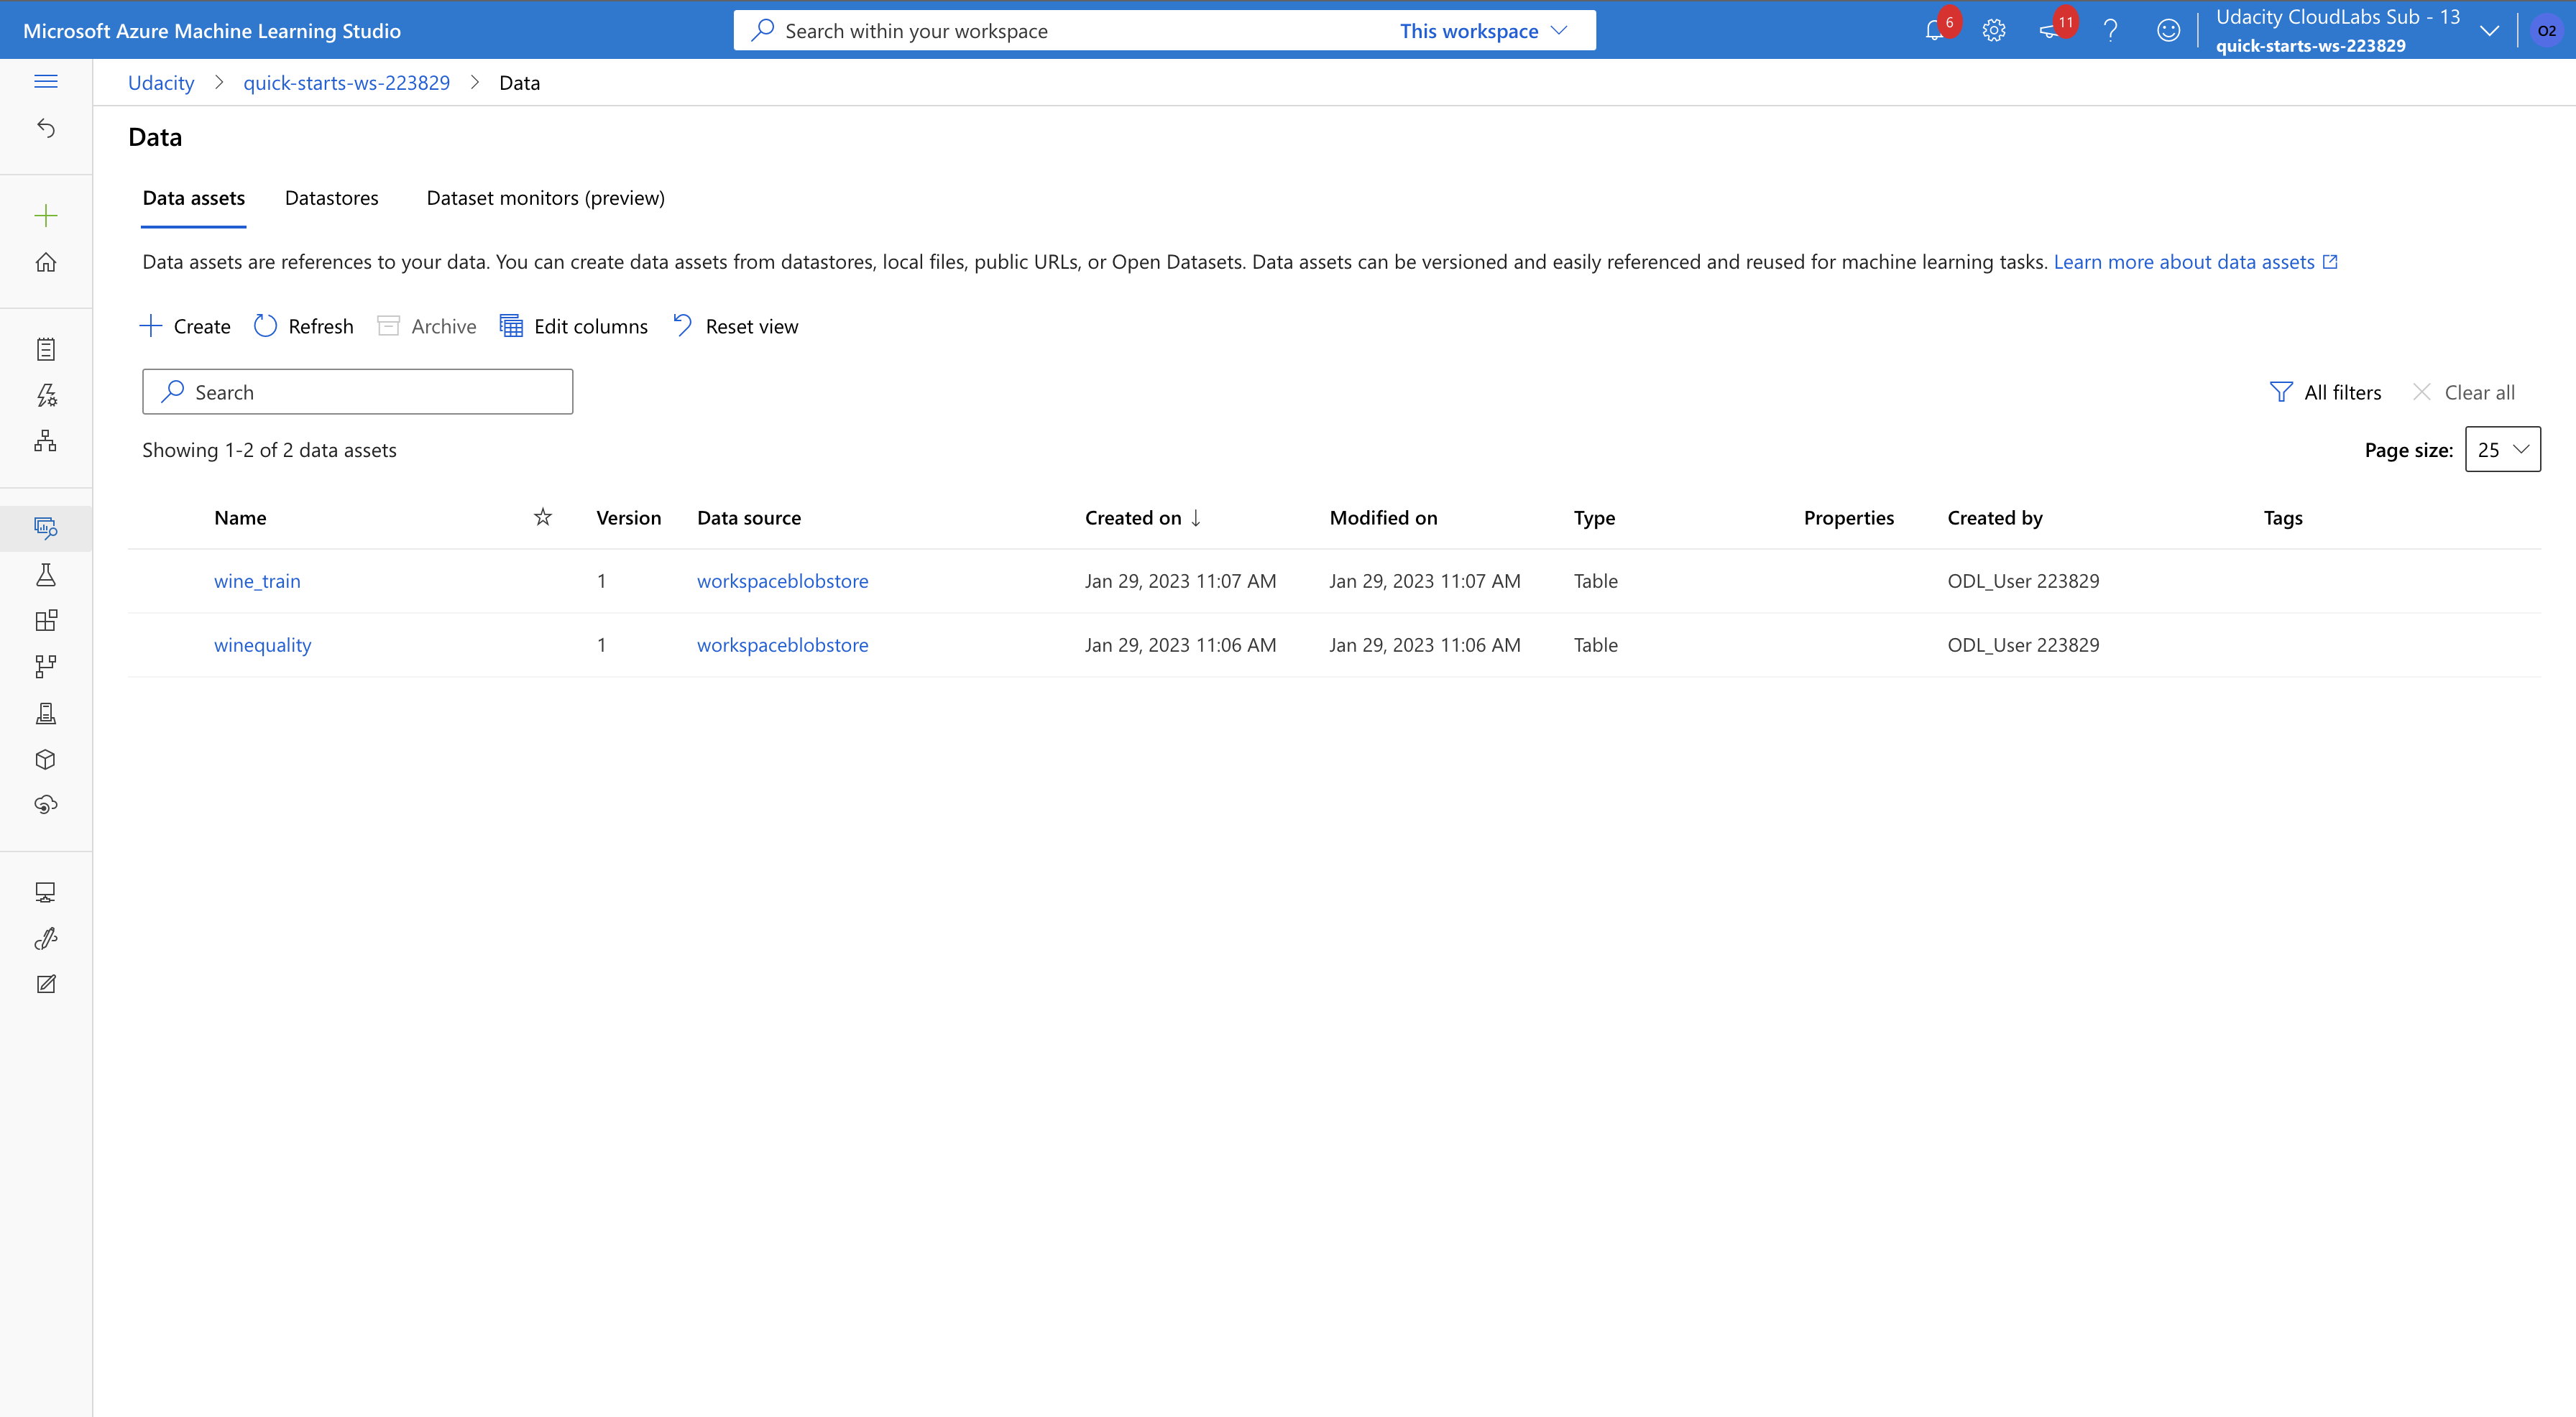 Microsoft Azure Machine Learning Studio
Search within your workspace
This workspace
6
11
Udacity CloudLabs Sub - 13
quick-starts-ws-223829
O2
Udacity > quick-starts-ws-223829 > Data
Data
Data assets Datastores Dataset monitors (preview)
Data assets are references to your data. You can create data assets from datastores, local files, public URLs, or Open Datasets. Data assets can be versioned and easily referenced and reused for machine learning tasks. Learn more about data assets
Create Refresh Archive Edit columns Reset view
Search
All filters Clear all
Showing 1-2 of 2 data assets
Page size: 25
Name Version Data source Created on Modified on Type Properties Created by Tags
wine_train 1 workspaceblobstore Jan 29, 2023 11:07 AM Jan 29, 2023 11:07 AM Table ODL_User 223829
winequality 1 workspaceblobstore Jan 29, 2023 11:06 AM Jan 29, 2023 11:06 AM Table ODL_User 223829